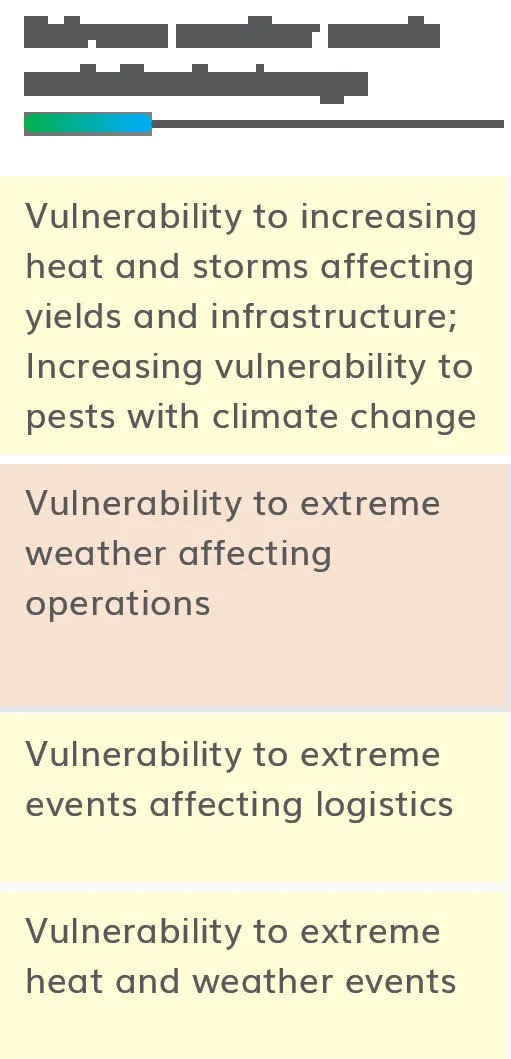 Vulnerability to increasing
heat and storms affecting
yields and infrastructure;
Increasing vulnerability to
pests with climate change
Vulnerability to extreme
weather affecting
operations
Vulnerability to extreme
events affecting logistics
Vulnerability to extreme
heat and weather events